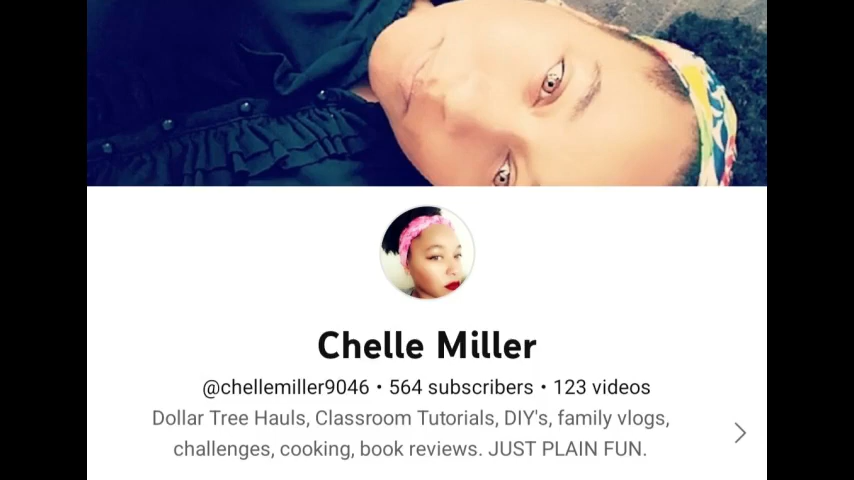 Chelle Miller
@chellemiller9046 • 564 subscribers • 123 videos
Dollar Tree Hauls, Classroom Tutorials, DIY's, family vlogs,
challenges, cooking, book reviews. JUST PLAIN FUN.